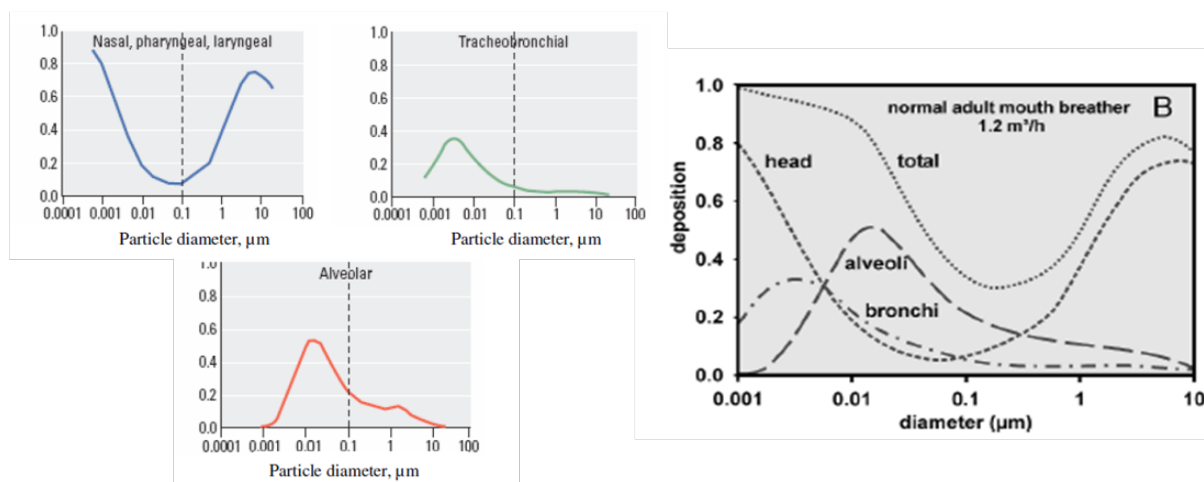 Nasal, pharyngeal, laryngeal
1.0
0.8
0.6
0.4
0.2
0.0
0.0001 0.001 0.01 0.1 1 10 100
Particle diameter, µm
Tracheobronchial
1.0
0.8
0.6
0.4
0.2
0.0
0.0001 0.001 0.01 0.1 1 10 100
Particle diameter, µm
Alveolar
1.0
0.8
0.6
0.4
0.2
0.0
0.0001 0.001 0.01 0.1 1 10 100
Particle diameter, µm
normal adult mouth breather B
1.2 m³/h
head
total
alveoli
bronchi
deposition
1.0
0.8
0.6
0.4
0.2
0.0
0.001 0.01 0.1 1 10
diameter (µm)